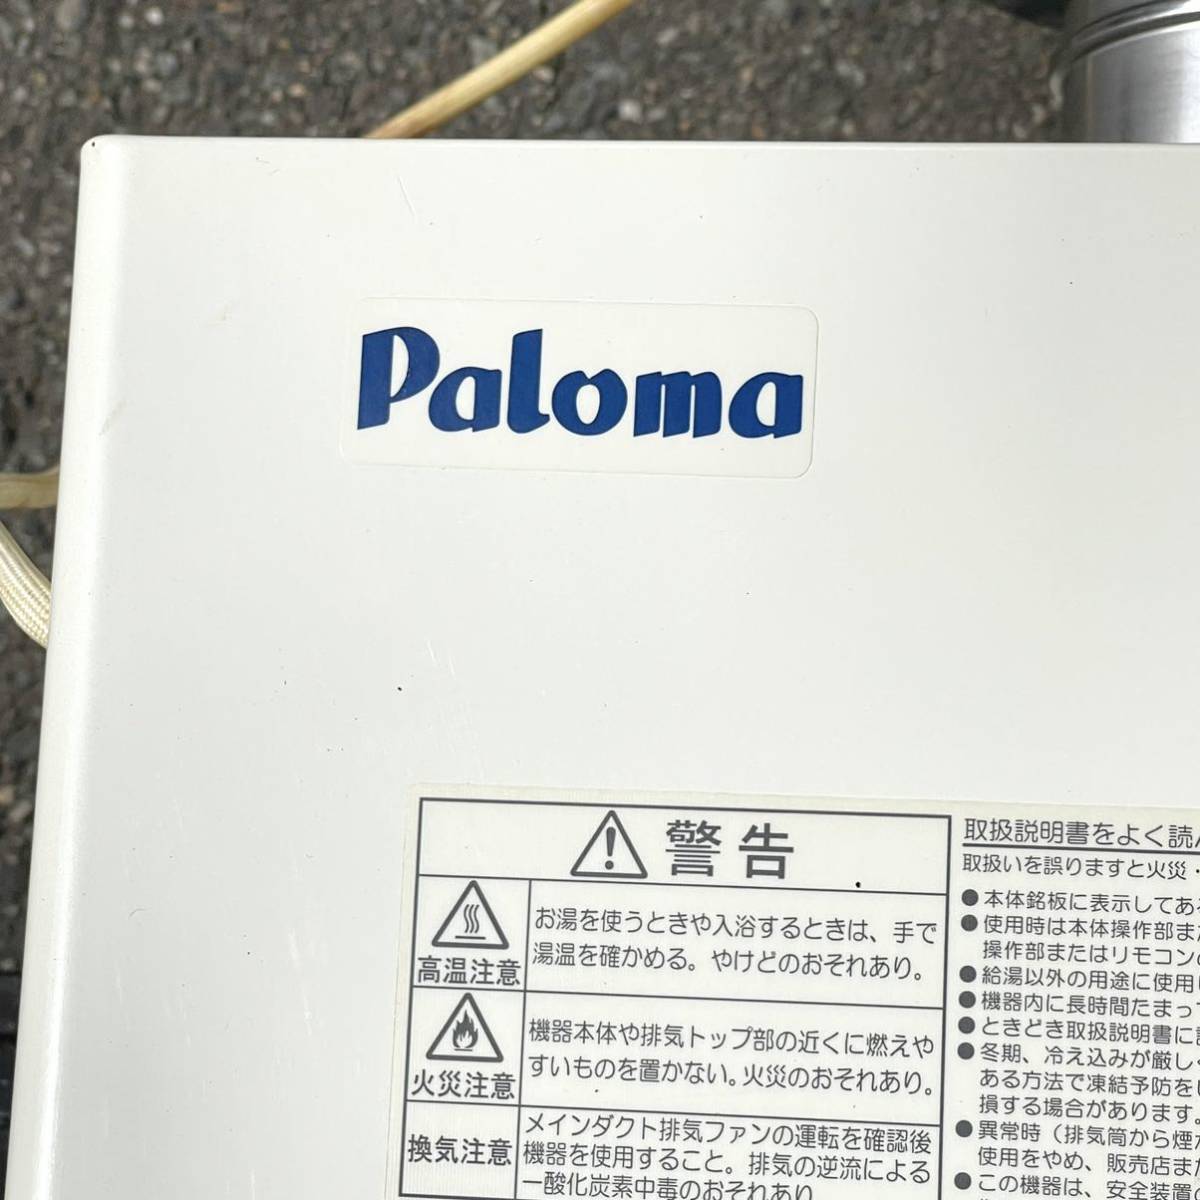 Paloma
警告
高温注意
お湯を使うときや入浴するときは、手で
湯温を確かめる。やけどのおそれあり。
火災注意
機器本体や排気トップ部の近くに燃えや
すいものを置かない。火災のおそれあり。
換気注意
メインダクト排気ファンの運転を確認後
機器を使用すること。排気の逆流による
一酸化炭素中毒のおそれあり
取扱説明書をよく読
取扱いを誤りますと火災・
●本体銘板に表示してあ
●使用時は本体操作部ま
操作部またはリモコン
●給湯以外の用途に使用
●機器内に長時間たまっ
●ときどき取扱説明書に
●冬期、冷え込みが厳し
ある方法で凍結予防を
損する場合があります。
●異常時（排気筒から煙
使用をやめ、販売店ま
●この機器は、安全装置